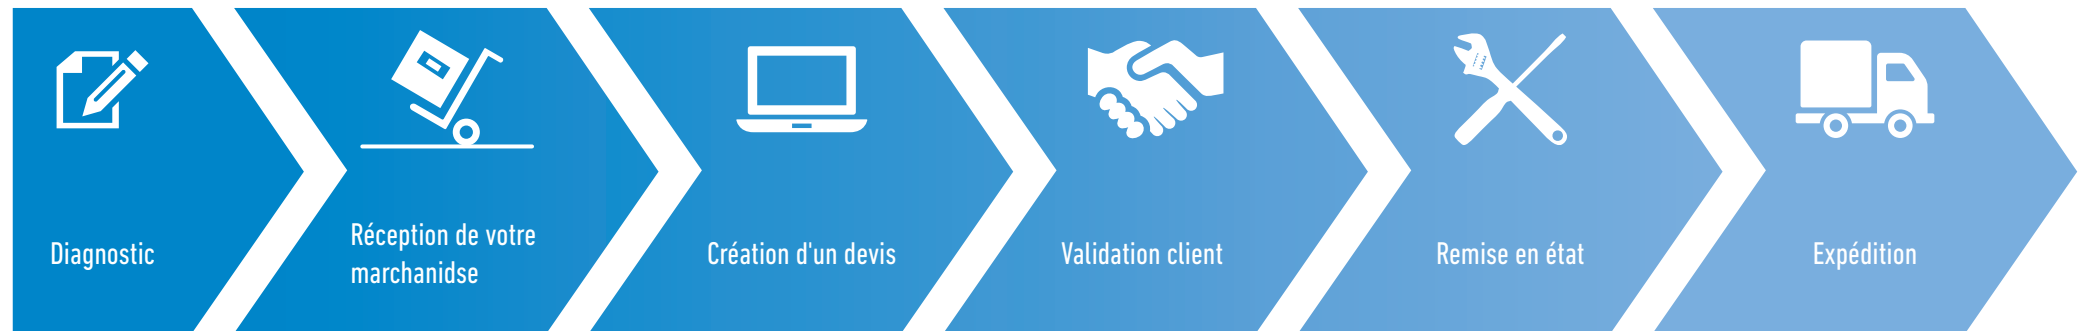 Diagnostic
Réception de votre
marchanidse
Création d'un devis
Validation client
Remise en état
Expédition